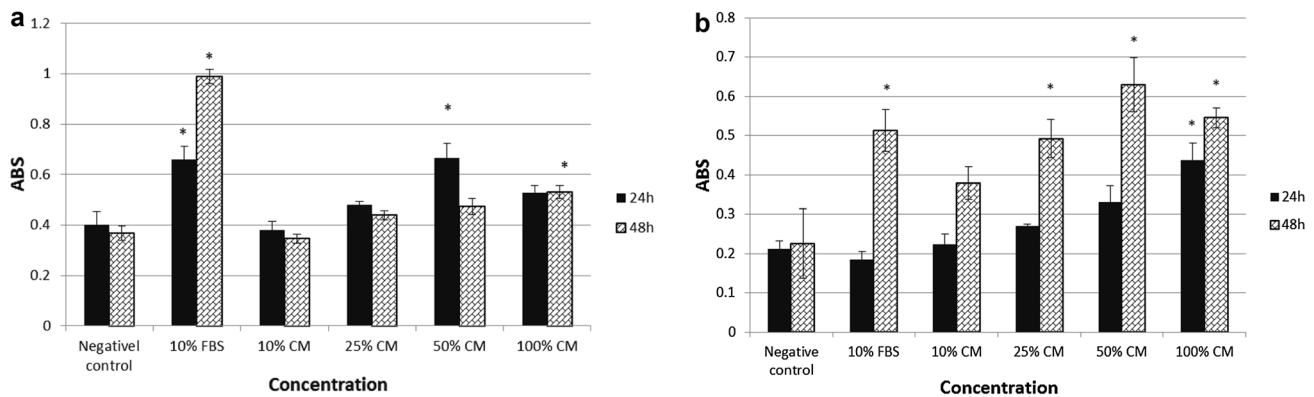 a
1.2
1
0.8
0.6
0.4
0.2
0
ABS
*
*
*
*
Negativel
control
10% FBS
10% CM
25% CM
50% CM
100% CM
Concentration
24h
48h
b
0.8
0.7
0.6
0.5
0.4
0.3
0.2
0.1
0
ABS
*
*
*
*
*
Negative
control
10% FBS
10% CM
25% CM
50% CM
100% CM
Concentration
24h
48h